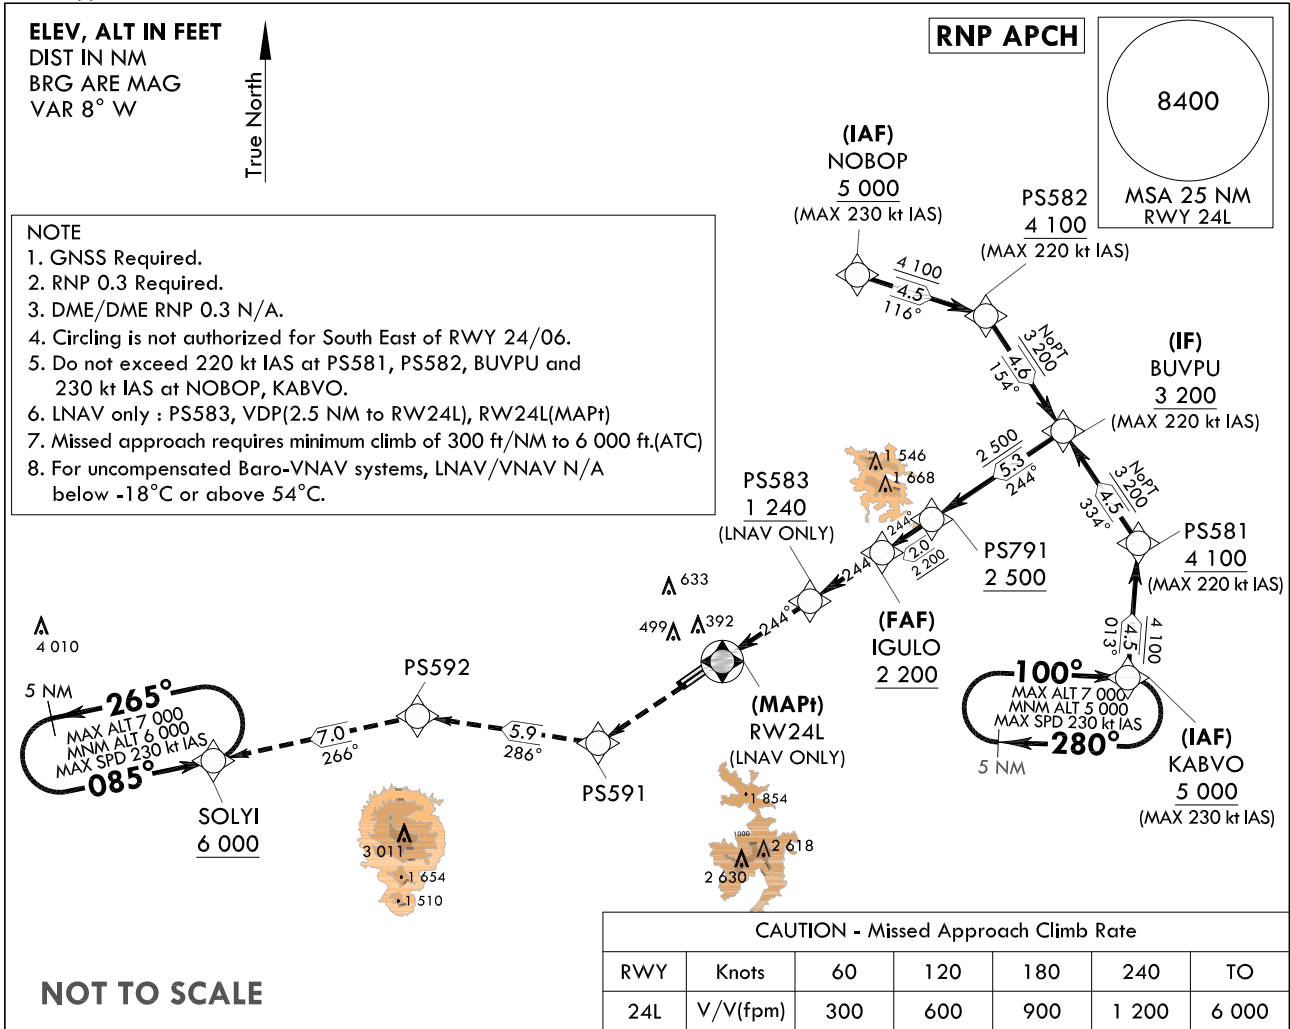 ELEV, ALT IN FEET
DIST IN NM
BRG ARE MAG
VAR 8° W
True North
RNP APCH
8400
MSA 25 NM
RWY 24L
NOTE
1. GNSS Required.
2. RNP 0.3 Required.
3. DME/DME RNP 0.3 N/A.
4. Circling is not authorized for South East of RWY 24/06.
5. Do not exceed 220 kt IAS at PS581, PS582, BUVPU and
230 kt IAS at NOBOP, KABVO.
6. LNAV only : PS583, VDP(2.5 NM to RW24L), RW24L(MAPt)
7. Missed approach requires minimum climb of 300 ft/NM to 6 000 ft.(ATC)
8. For uncompensated Baro-VNAV systems, LNAV/VNAV N/A
below -18°C or above 54°C.
(IAF)
NOBOP
5 000
(MAX 230 kt IAS)
PS582
4 100
(MAX 220 kt IAS)
4 100
4.5
116°
NoPT
3 200
4.6
154°
(IF)
BUVPU
3 200
(MAX 220 kt IAS)
2 500
5.3
244°
NoPT
3 200
4.5
334°
PS581
4 100
(MAX 220 kt IAS)
4 100
4.5
013°
1 546
1 668
PS583
1 240
(LNAV ONLY)
244°
2.0
2 200
PS791
2 500
244
(FAF)
IGULO
2 200
244°
633
499
392
4 010
(MAPt)
RW24L
(LNAV ONLY)
PS592
PS591
5.9
286°
7.0
266°
5 NM
265°
MAX ALT 7 000
MNM ALT 6 000
MAX SPD 230 kt IAS
085°
SOLYI
6 000
100°
MAX ALT 7 000
MNM ALT 5 000
MAX SPD 230 kt IAS
280°
5 NM
(IAF)
KABVO
5 000
(MAX 230 kt IAS)
3 011
1 654
1 510
1 854
1000
2 618
2 630
CAUTION - Missed Approach Climb Rate
RWY Knots 60 120 180 240 TO
24L V/V(fpm) 300 600 900 1 200 6 000
NOT TO SCALE